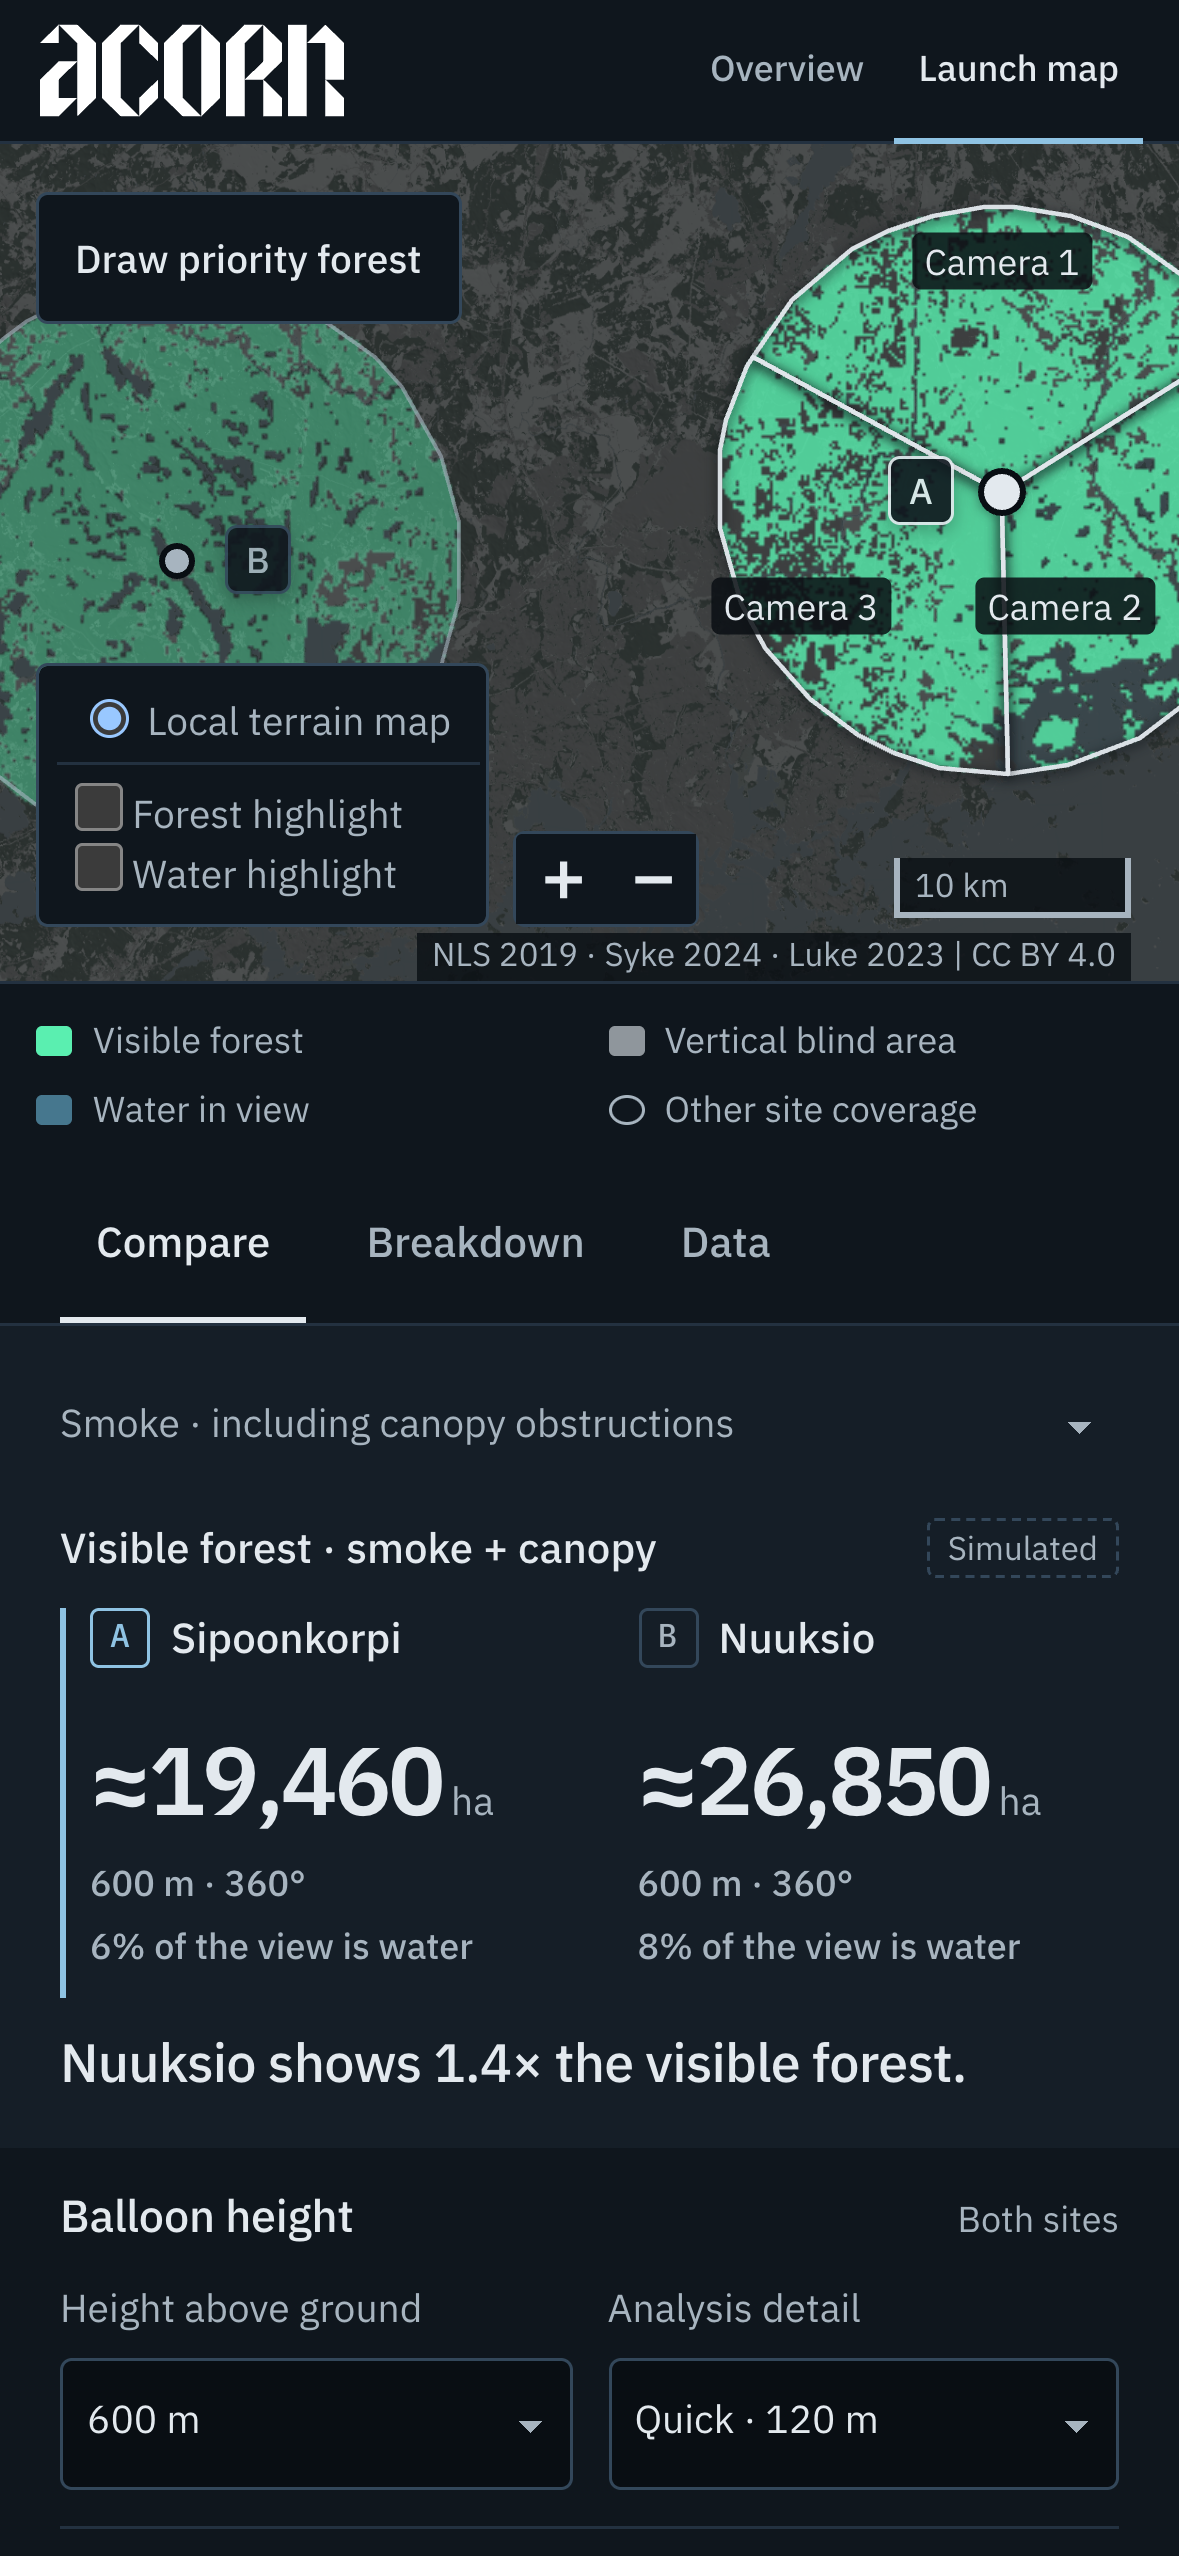 acorn
Overview
Launch map
Draw priority forest
Camera 1
A
B
Camera 3
Camera 2
Local terrain map
Forest highlight
Water highlight
+ −
10 km
NLS 2019 · Syke 2024 · Luke 2023 | CC BY 4.0
Visible forest
Vertical blind area
Water in view
Other site coverage
Compare
Breakdown
Data
Smoke · including canopy obstructions
Visible forest · smoke + canopy
Simulated
A Sipoonkorpi
B Nuuksio
≈19,460 ha
≈26,850 ha
600 m · 360°
600 m · 360°
6% of the view is water
8% of the view is water
Nuuksio shows 1.4× the visible forest.
Balloon height
Both sites
Height above ground
Analysis detail
600 m
Quick · 120 m